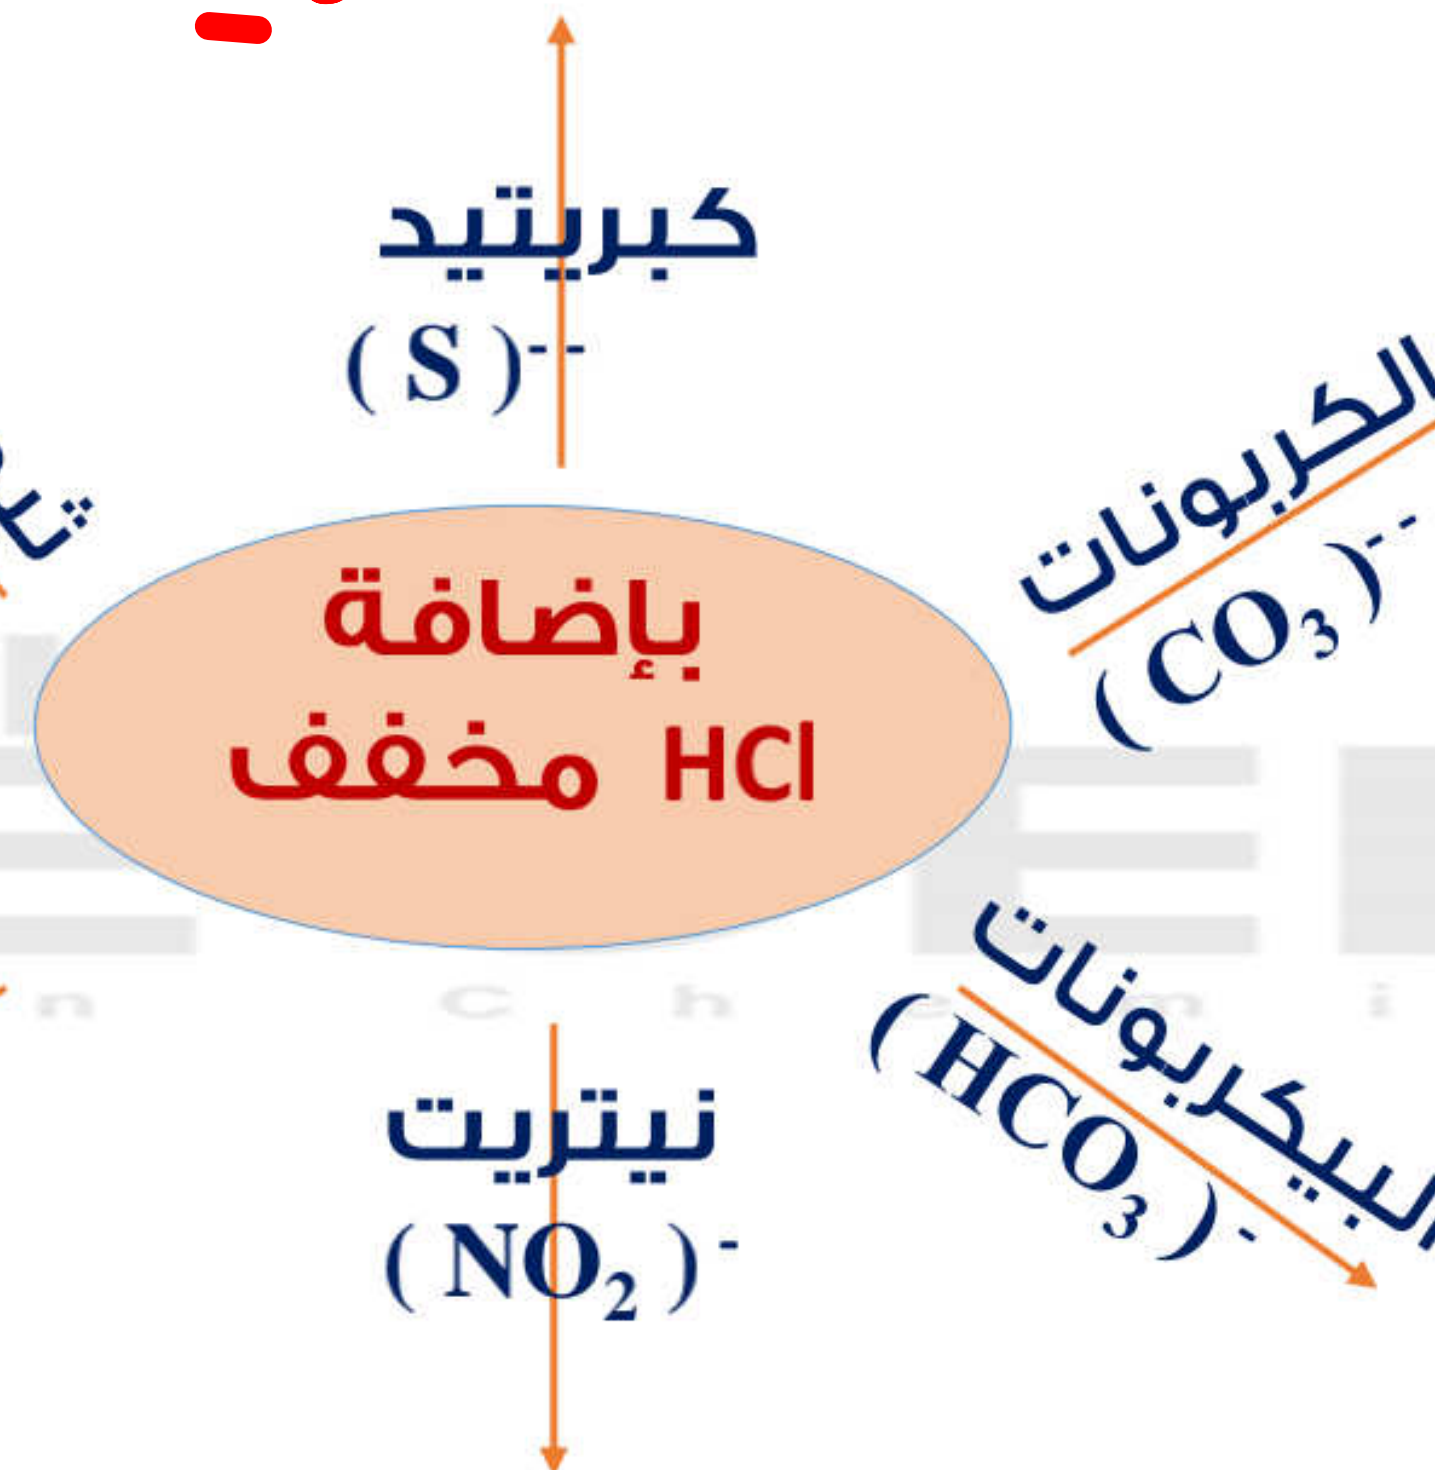 كبريتيد
( S )--
الكربونات
( CO₃ )--
بإضافة
HCl مخفف
البيكربونات
( HCO₃ )-
نيتريت
( NO₂ )-